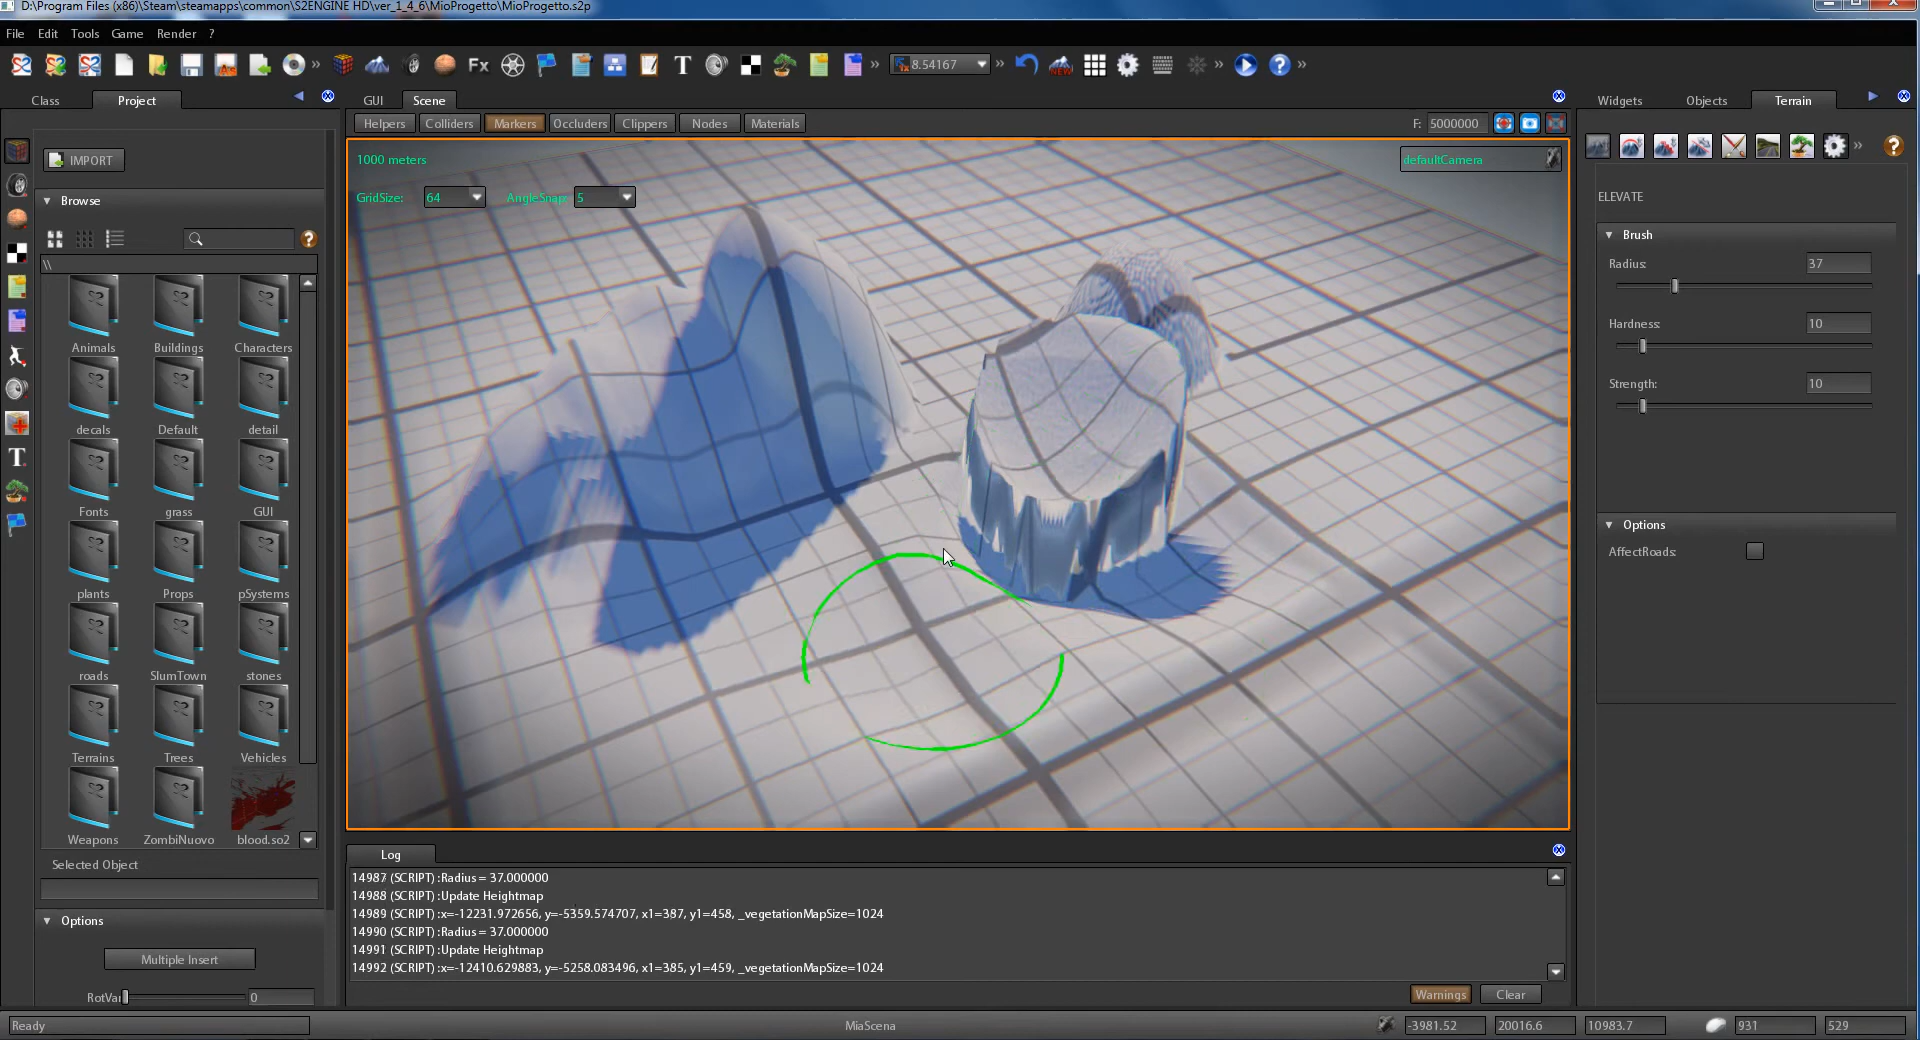 D:\Program Files (x86)\Steam\steamapps\common\S2ENGINE HD\ver_1_4_6\MioProgetto\MioProgetto.s2p
File Edit Tools Game Render ?
Fx T 8.54167
Class Project
IMPORT
Browse
\\
Animals Buildings Characters
decals Default detail
Fonts grass GUI
plants Props pSystems
roads SlumTown stones
Terrains Trees Vehicles
Weapons ZombiNuovo blood.so2
Selected Object
Options
Multiple Insert
RotVar 0
GUI Scene
Helpers Colliders Markers Occluders Clippers Nodes Materials F: 5000000
1000 meters defaultCamera
GridSize: 64 AngleSnap: 5
Log
14987 (SCRIPT) :Radius = 37.000000
14988 (SCRIPT) :Update Heightmap
14989 (SCRIPT) :x=-12231.972656, y=-5359.574707, x1=387, y1=458, _vegetationMapSize=1024
14990 (SCRIPT) :Radius = 37.000000
14991 (SCRIPT) :Update Heightmap
14992 (SCRIPT) :x=-12410.629883, y=-5258.083496, x1=385, y1=459, _vegetationMapSize=1024
Warnings Clear
Widgets Objects Terrain
ELEVATE
Brush
Radius: 37
Hardness: 10
Strength: 10
Options
AffectRoads:
Ready MiaScena -3981.52 20016.6 10983.7 931 529